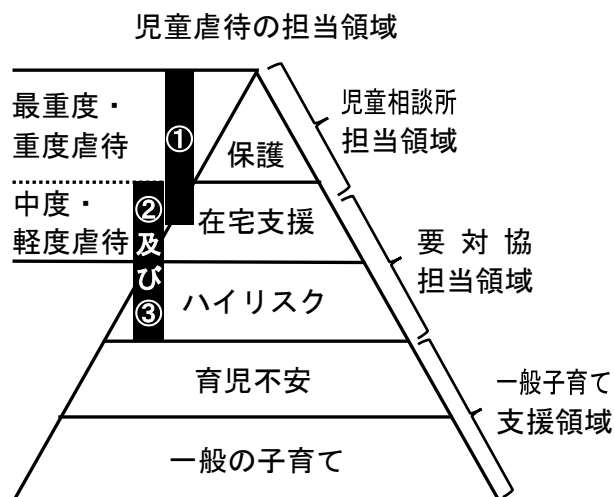 児童虐待の担当領域
最重度・
重度虐待
①
保護
児童相談所
担当領域
中度・
軽度虐待
②及び③
在宅支援
要対協
担当領域
ハイリスク
育児不安
一般子育て
支援領域
一般の子育て